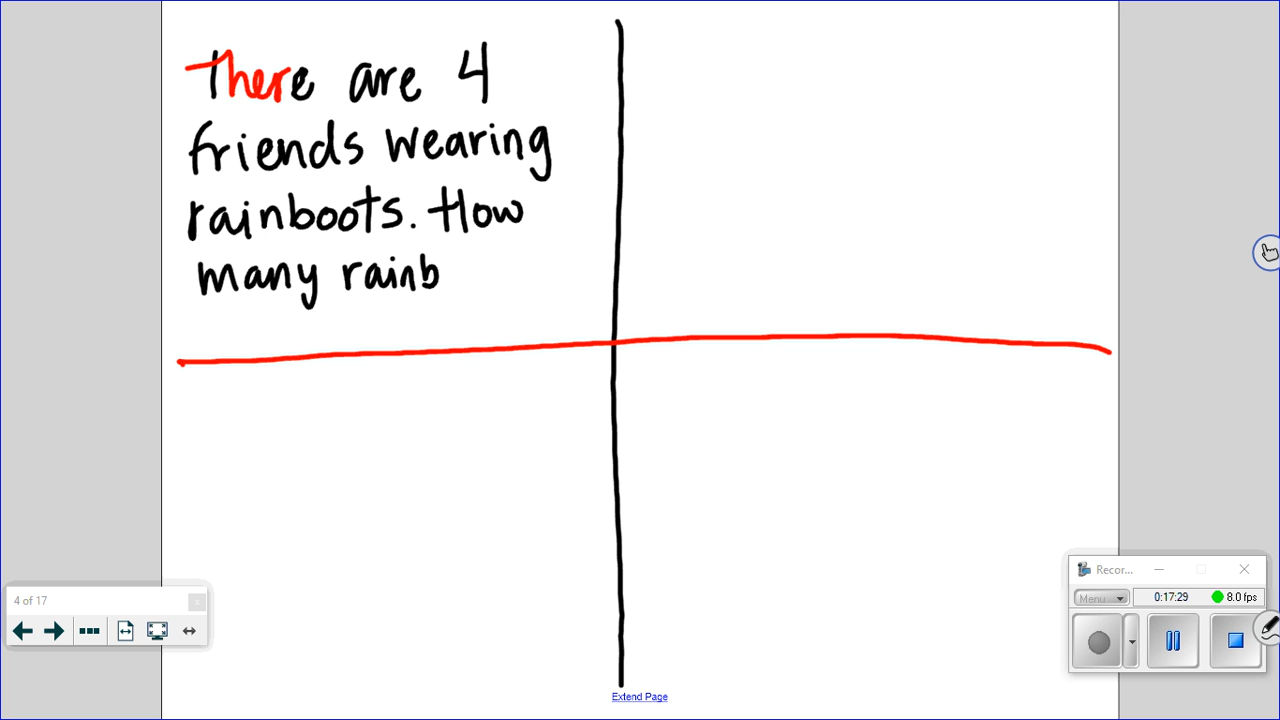 There are 4
friends wearing
rainboots. How
many rainb
Extend Page
4 of 17
Recor...
Menu
0:17:29
8.0 fps